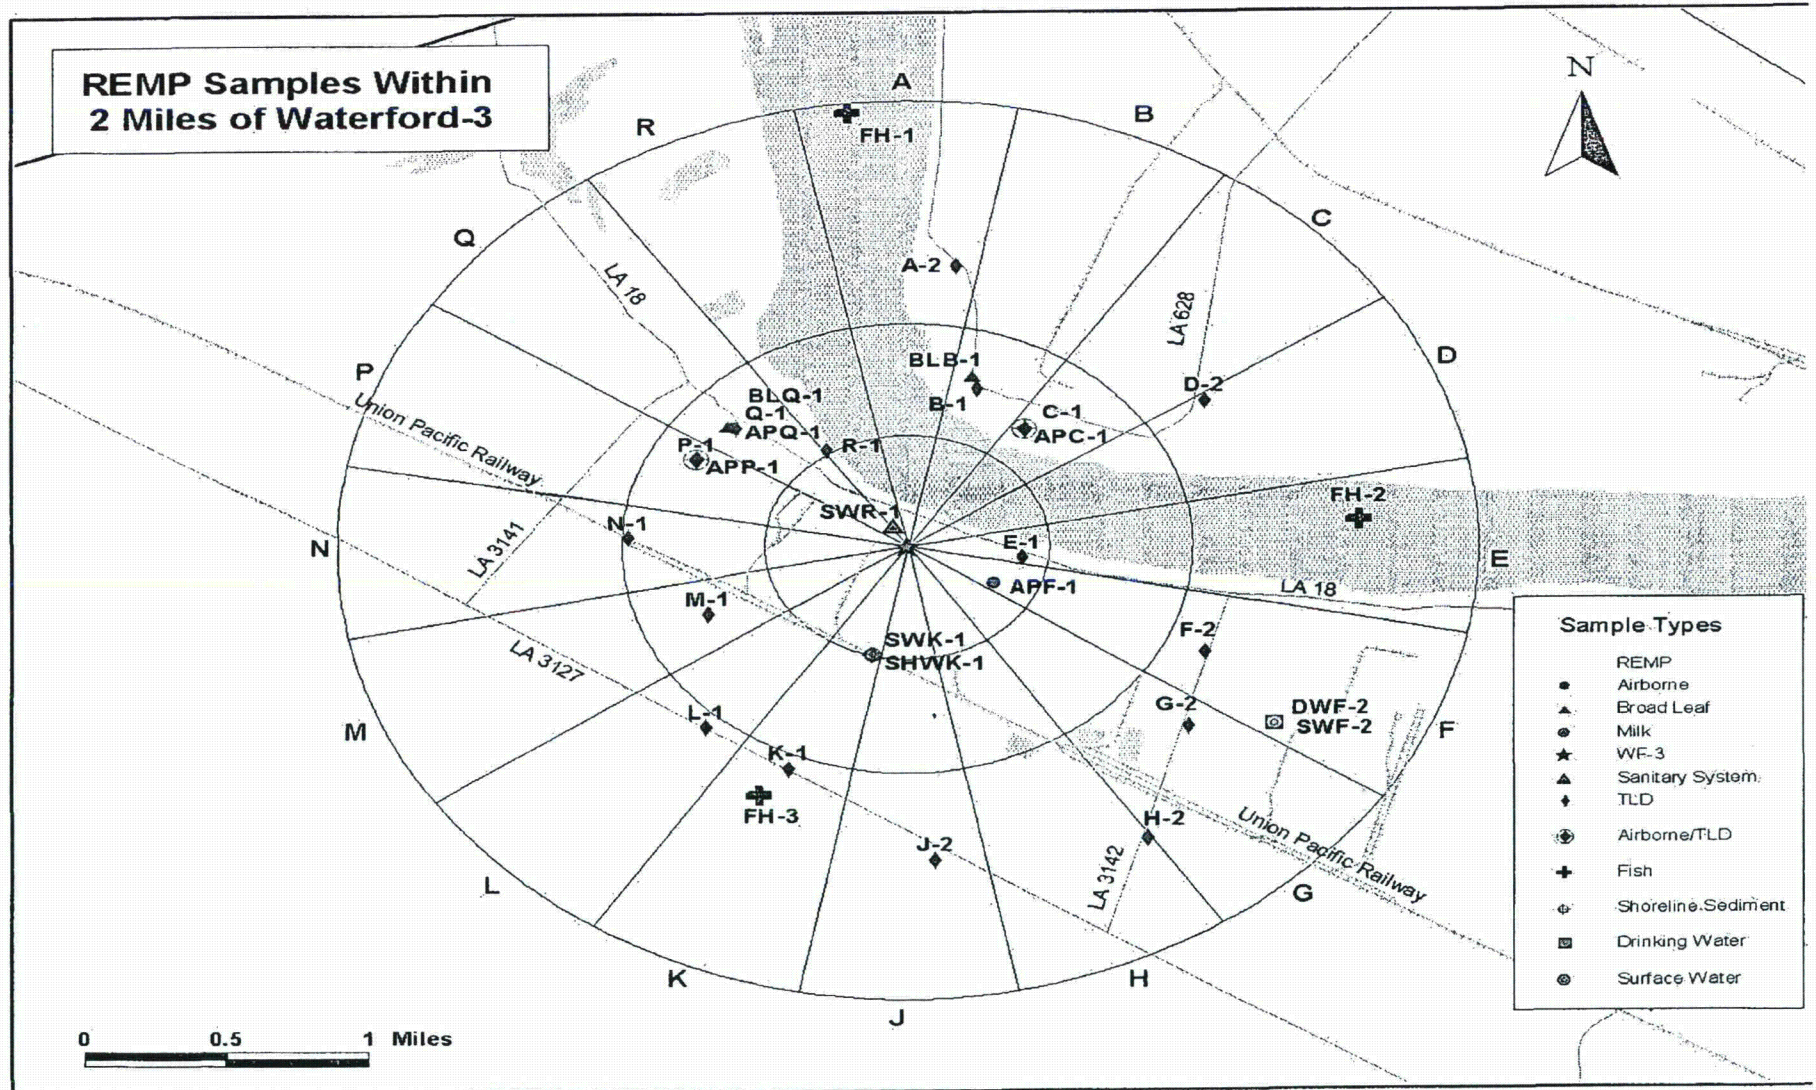 REMP Samples Within
2 Miles of Waterford-3
N
A
B
R
FH-1
C
Q
A-2
LA 18
LA 628
D
BLB-1
P
D-2
BLQ-1
B-1
Union Pacific Railway
Q-1
C-1
APQ-1
APC-1
P-1
R-1
APP-1
FH-2
SWR-1
N-1
E-1
N
LA 3141
E
APF-1
LA 18
M-1
F-2
SWK-1
SHWK-1
LA 3127
G-2
DWF-2
SWF-2
L-1
M
F
K-1
FH-3
H-2
Union Pacific Railway
J-2
LA 3142
L
G
K
H
J
Sample Types
REMP
Airborne
Broad Leaf
Milk
WF-3
Sanitary System
TLD
Airborne/TLD
Fish
Shoreline Sediment
Drinking Water
Surface Water
0 0.5 1 Miles